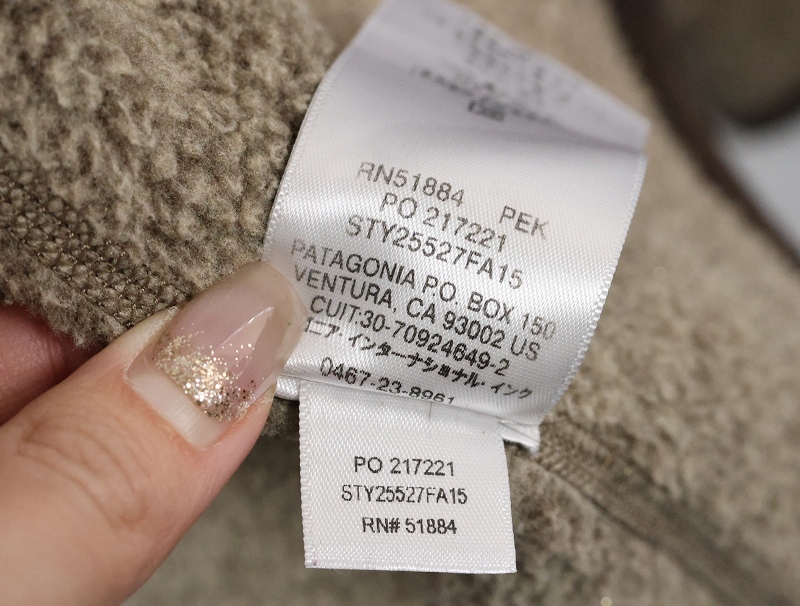 RN51884 PEK
PO 217221
STY25527FA15
PATAGONIA P.O. BOX 150
VENTURA, CA 93002 US
CUIT:30-70924649-2
ニア・インターナショナル・インク
0467-23-8961
PO 217221
STY25527FA15
RN# 51884